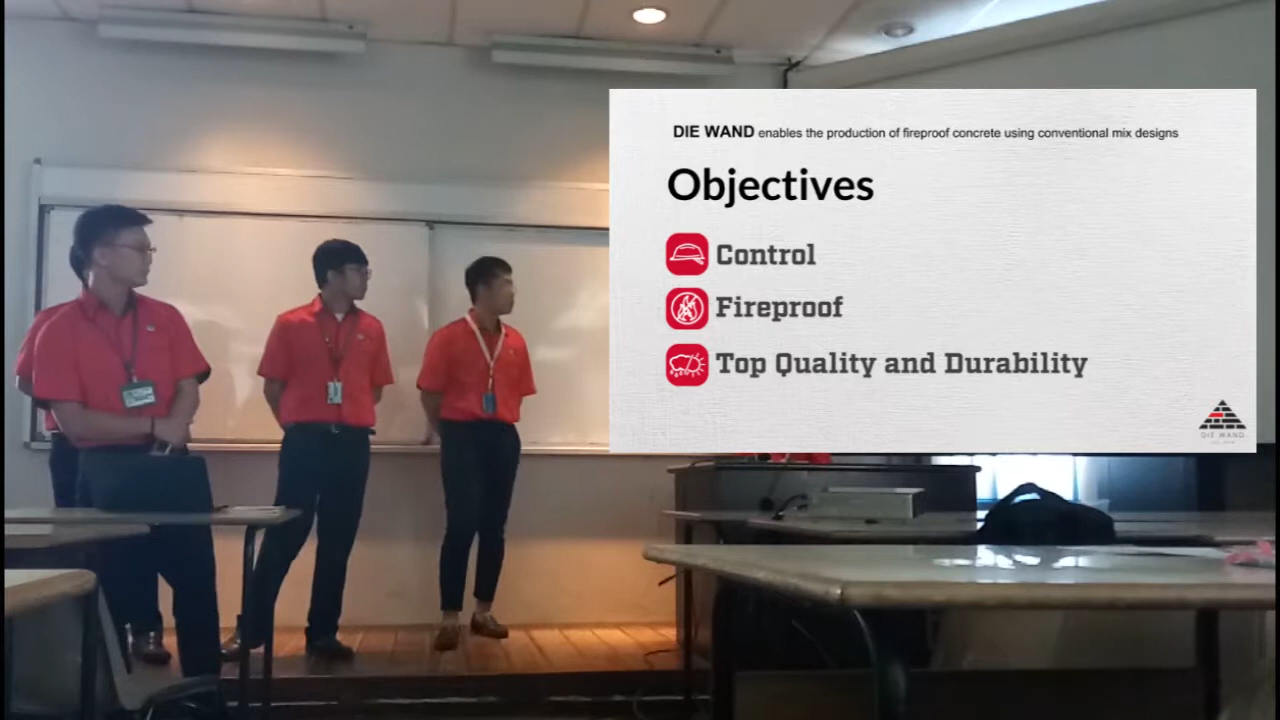 DIE WAND enables the production of fireproof concrete using conventional mix designs
Objectives
Control
Fireproof
Top Quality and Durability
DIE WAND